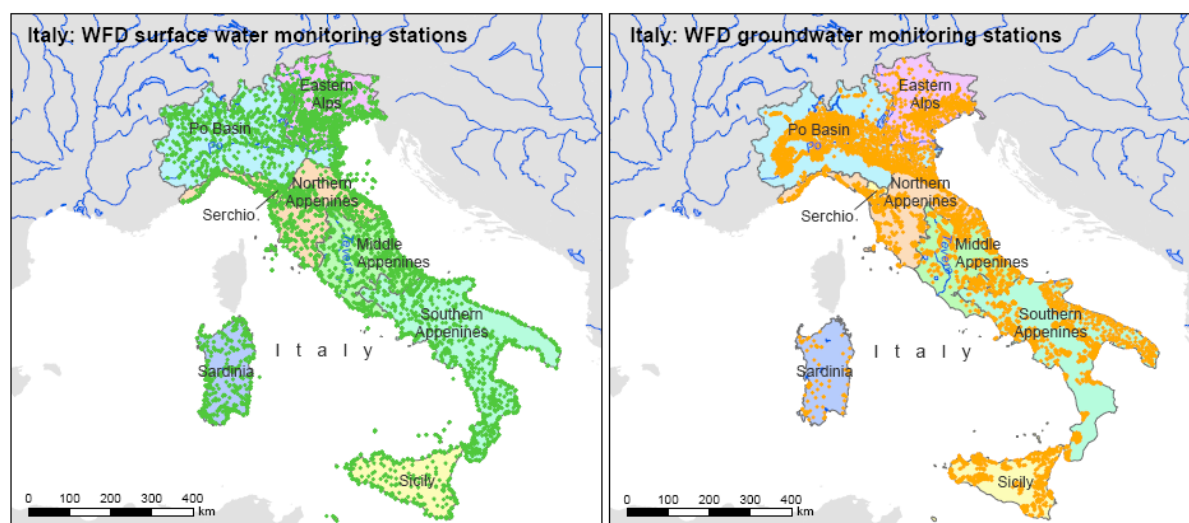 Italy: WFD surface water monitoring stations
Eastern
Alps
Po Basin
Po
Northern
Appenines
Serchio
Middle
Appenines
Tevere
Southern
Appenines
I t a l y
Sardinia
Sicily
0 100 200 300 400
km
Italy: WFD groundwater monitoring stations
Eastern
Alps
Po Basin
Po
Northern
Appenines
Serchio
Middle
Appenines
Tevere
Southern
Appenines
I t a l y
Sardinia
Sicily
0 100 200 300 400
km